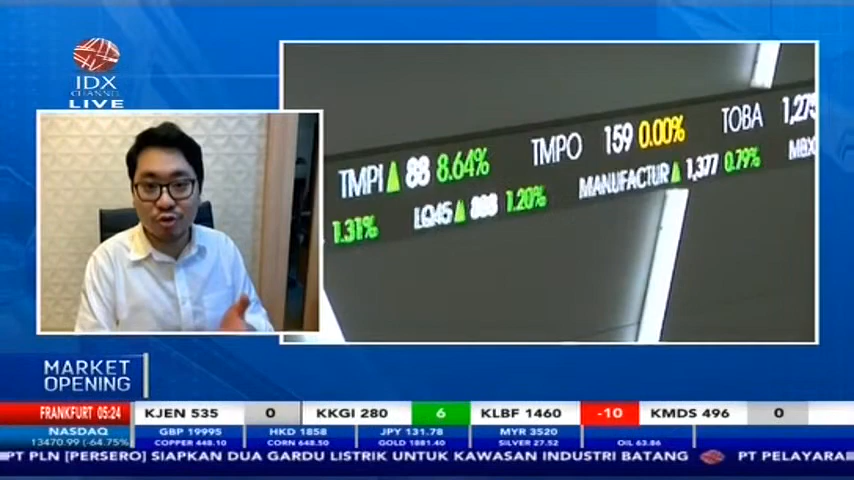 IDX
CHANNEL
LIVE
TMPI ▲ 88 8.64% TMPO 159 0.00% TOBA 1,275
1.31% LQ45 ▲ 888 1.20% MANUFACTUR ▲ 1,377 0.79% MBX
MARKET
OPENING
FRANKFURT 05:24 KJEN 535 0 KKGI 280 6 KLBF 1460 -10 KMDS 496 0
NASDAQ GBP 19995 HKD 1858 JPY 131.78 MYR 3520
13470.99 (-64.75%) COPPER 448.10 CORN 648.50 GOLD 1881.40 SILVER 27.52 OIL 63.86
PT PLN [PERSERO] SIAPKAN DUA GARDU LISTRIK UNTUK KAWASAN INDUSTRI BATANG PT PELAYARA